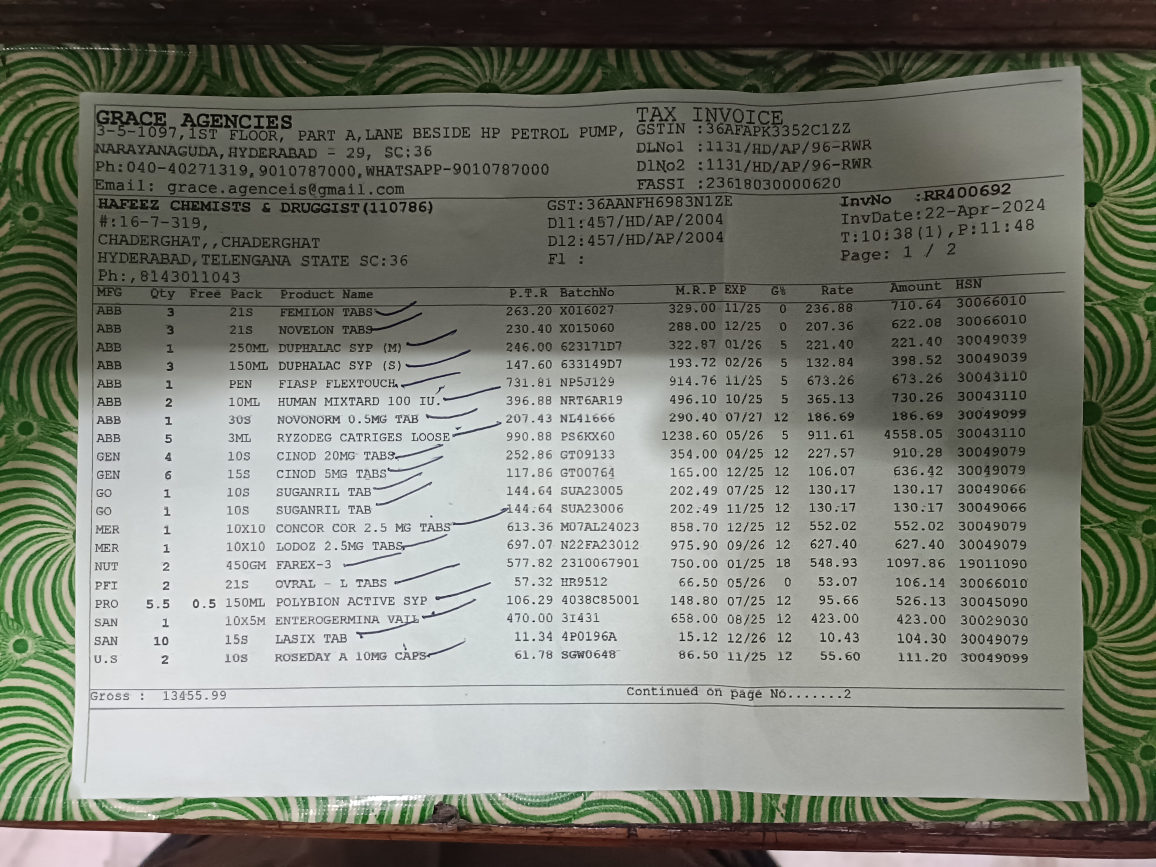 GRACE AGENCIES
3-5-1097,1ST FLOOR, PART A,LANE BESIDE HP PETROL PUMP,
NARAYANAGUDA,HYDERABAD - 29, SC:36
Ph:040-40271319,9010787000,WHATSAPP-9010787000
Email: grace.agenceis@gmail.com
TAX INVOICE
GSTIN :36AFAPK3352C1ZZ
DLNo1 :1131/HD/AP/96-RWR
DlNo2 :1131/HD/AP/96-RWR
FASSI :23618030000620
HAFEEZ CHEMISTS & DRUGGIST(110786)
#:16-7-319,
CHADERGHAT,,CHADERGHAT
HYDERABAD,TELENGANA STATE SC:36
Ph:,8143011043
GST:36AANFH6983N1ZE
Dl1:457/HD/AP/2004
Dl2:457/HD/AP/2004
Fl :
InvNo :RR400692
InvDate:22-Apr-2024
T:10:38(1),P:11:48
Page: 1 / 2
MFG Qty Free Pack Product Name P.T.R BatchNo M.R.P EXP G% Rate Amount HSN
ABB 3 21S FEMILON TABS 263.20 X016027 329.00 11/25 0 236.88 710.64 30066010
ABB 3 21S NOVELON TABS 230.40 X015060 288.00 12/25 0 207.36 622.08 30066010
ABB 1 250ML DUPHALAC SYP (M) 246.00 623171D7 322.87 01/26 5 221.40 221.40 30049039
ABB 3 150ML DUPHALAC SYP (S) 147.60 633149D7 193.72 02/26 5 132.84 398.52 30049039
ABB 1 PEN FIASP FLEXTOUCH 731.81 NP5J129 914.76 11/25 5 673.26 673.26 30043110
ABB 2 10ML HUMAN MIXTARD 100 IU. 396.88 NRT6AR19 496.10 10/25 5 365.13 730.26 30043110
ABB 1 30S NOVONORM 0.5MG TAB 207.43 NL41666 290.40 07/27 12 186.69 186.69 30049099
ABB 5 3ML RYZODEG CATRIGES LOOSE 990.88 PS6KX60 1238.60 05/26 5 911.61 4558.05 30043110
GEN 4 10S CINOD 20MG TABS 252.86 GT09133 354.00 04/25 12 227.57 910.28 30049079
GEN 6 15S CINOD 5MG TABS 117.86 GT00764 165.00 12/25 12 106.07 636.42 30049079
GO 1 10S SUGANRIL TAB 144.64 SUA23005 202.49 07/25 12 130.17 130.17 30049066
GO 1 10S SUGANRIL TAB 144.64 SUA23006 202.49 11/25 12 130.17 130.17 30049066
MER 1 10X10 CONCOR COR 2.5 MG TABS 613.36 M07AL24023 858.70 12/25 12 552.02 552.02 30049079
MER 1 10X10 LODOZ 2.5MG TABS 697.07 N22FA23012 975.90 09/26 12 627.40 627.40 30049079
NUT 2 450GM FAREX-3 577.82 2310067901 750.00 01/25 18 548.93 1097.86 19011090
PFI 2 21S OVRAL - L TABS 57.32 HR9512 66.50 05/26 0 53.07 106.14 30066010
PRO 5.5 0.5 150ML POLYBION ACTIVE SYP 106.29 4038C85001 148.80 07/25 12 95.66 526.13 30045090
SAN 1 10X5M ENTEROGERMINA VAIL 470.00 3I431 658.00 08/25 12 423.00 423.00 30029030
SAN 10 15S LASIX TAB 11.34 4P0196A 15.12 12/26 12 10.43 104.30 30049079
U.S 2 10S ROSEDAY A 10MG CAPS 61.78 SGW0648 86.50 11/25 12 55.60 111.20 30049099
Gross : 13455.99 Continued on page No.......2